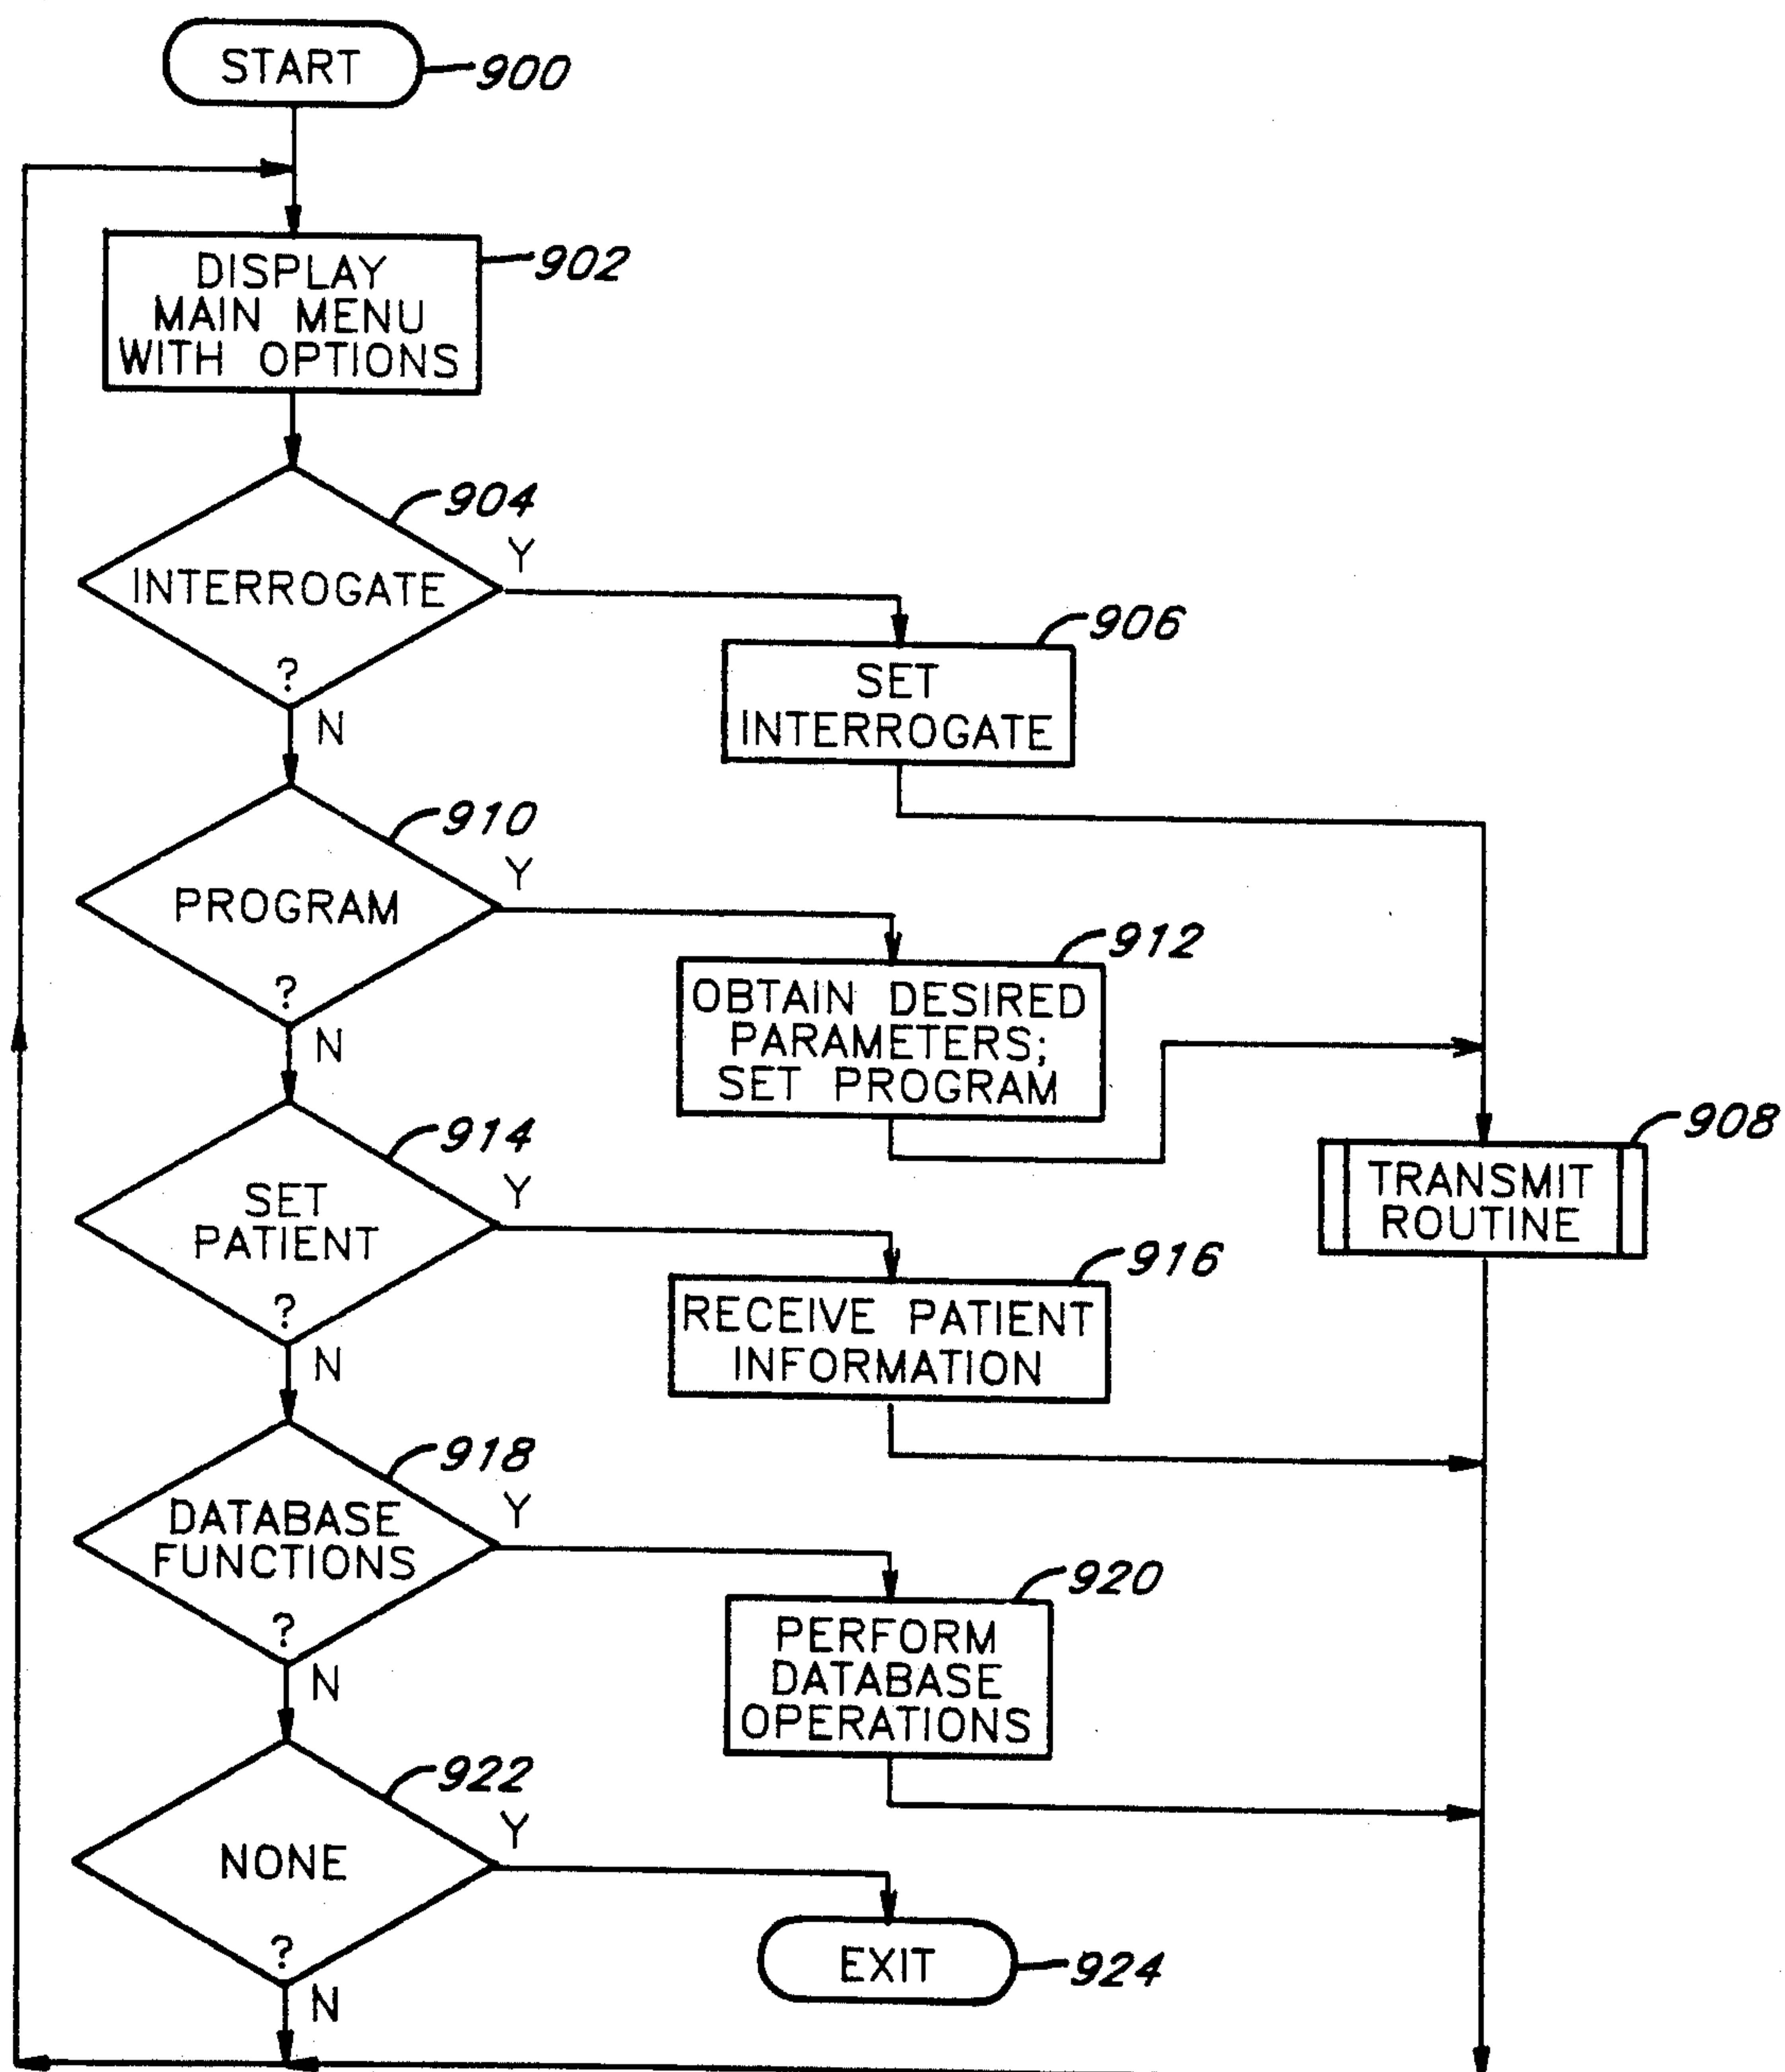 START
900
DISPLAY
MAIN MENU
WITH OPTIONS
902
904
INTERROGATE
?
Y
N
906
SET
INTERROGATE
910
PROGRAM
?
Y
N
912
OBTAIN DESIRED
PARAMETERS;
SET PROGRAM
908
TRANSMIT
ROUTINE
914
SET
PATIENT
?
Y
N
916
RECEIVE PATIENT
INFORMATION
918
DATABASE
FUNCTIONS
?
Y
N
920
PERFORM
DATABASE
OPERATIONS
922
NONE
?
Y
N
EXIT
924